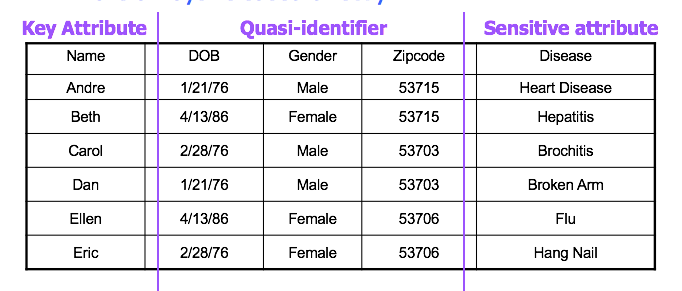 Key Attribute Quasi-identifier Sensitive attribute
Name DOB Gender Zipcode Disease
Andre 1/21/76 Male 53715 Heart Disease
Beth 4/13/86 Female 53715 Hepatitis
Carol 2/28/76 Male 53703 Brochitis
Dan 1/21/76 Male 53703 Broken Arm
Ellen 4/13/86 Female 53706 Flu
Eric 2/28/76 Female 53706 Hang Nail